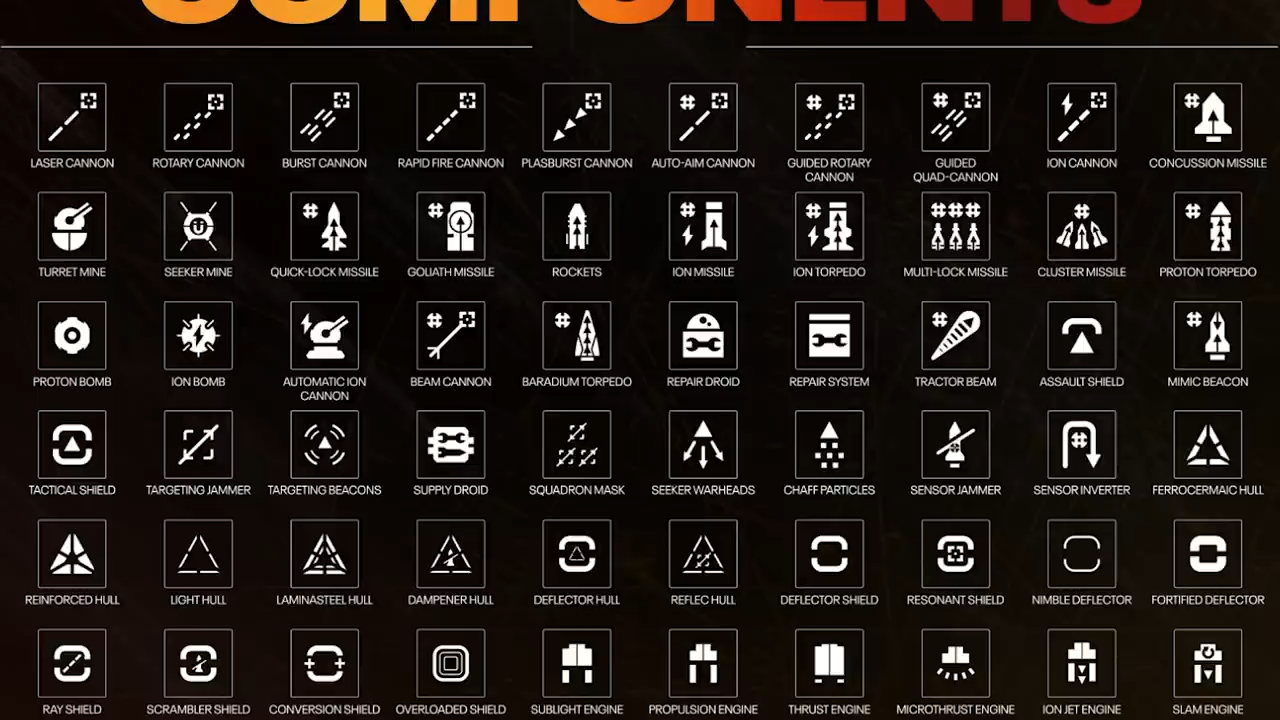 COMPONENTS
LASER CANNON ROTARY CANNON BURST CANNON RAPID FIRE CANNON PLASBURST CANNON AUTO-AIM CANNON GUIDED ROTARY CANNON GUIDED QUAD-CANNON ION CANNON CONCUSSION MISSILE
TURRET MINE SEEKER MINE QUICK-LOCK MISSILE GOLIATH MISSILE ROCKETS ION MISSILE ION TORPEDO MULTI-LOCK MISSILE CLUSTER MISSILE PROTON TORPEDO
PROTON BOMB ION BOMB AUTOMATIC ION CANNON BEAM CANNON BARADIUM TORPEDO REPAIR DROID REPAIR SYSTEM TRACTOR BEAM ASSAULT SHIELD MIMIC BEACON
TACTICAL SHIELD TARGETING JAMMER TARGETING BEACONS SUPPLY DROID SQUADRON MASK SEEKER WARHEADS CHAFF PARTICLES SENSOR JAMMER SENSOR INVERTER FERROCERMAIC HULL
REINFORCED HULL LIGHT HULL LAMINASTEEL HULL DAMPENER HULL DEFLECTOR HULL REFLEC HULL DEFLECTOR SHIELD RESONANT SHIELD NIMBLE DEFLECTOR FORTIFIED DEFLECTOR
RAY SHIELD SCRAMBLER SHIELD CONVERSION SHIELD OVERLOADED SHIELD SUBLIGHT ENGINE PROPULSION ENGINE THRUST ENGINE MICROTHRUST ENGINE ION JET ENGINE SLAM ENGINE